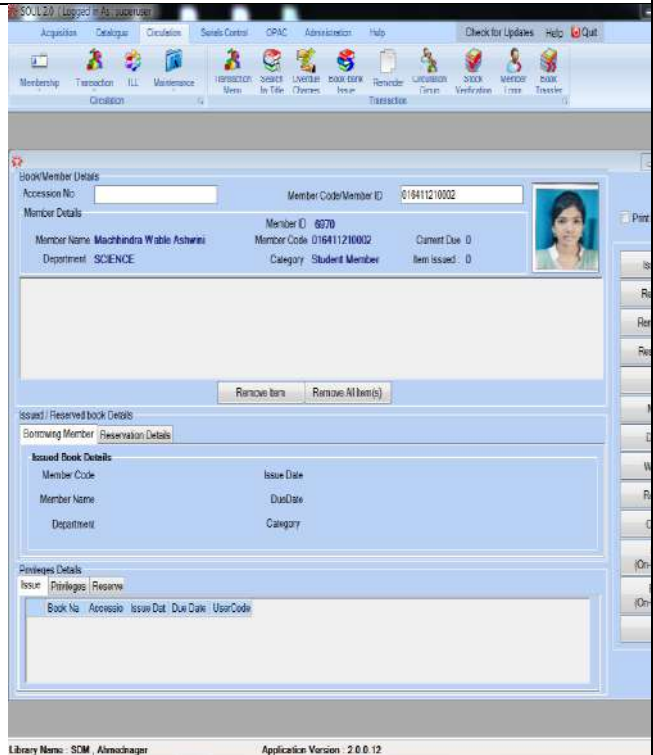 SOUL 2.0 (Logged in As : superuser
Acquisition Catalogue Circulation Serials Control OPAC Administration Help Check for Updates Help Quit
Membership Transaction ILL Maintenance
Transaction Menu Search by Title Overdue Charges Book Bank Issue Reminder Circulation Group Stock Verification Member Login Book Transfer
Circulation Transaction
Book/Member Details
Accession No Member Code/Member ID 016411210002
Print
Member Details
Member ID 6970
Member Name Machhindra Wable Ashwini Member Code 016411210002 Current Due 0
Department SCIENCE Category Student Member Item Issued : 0
Remove Item Remove All Item(s)
Issued / Reserved book Details
Borrowing Member Reservation Details
Issued Book Details
Member Code Issue Date
Member Name DueDate
Department Category
Privileges Details
Issue Privileges Reserve
(On-
Book Na Accessio Issue Dat Due Date UserCode
(On-
Library Name : SDM , Ahmednagar Application Version : 2.0.0.12